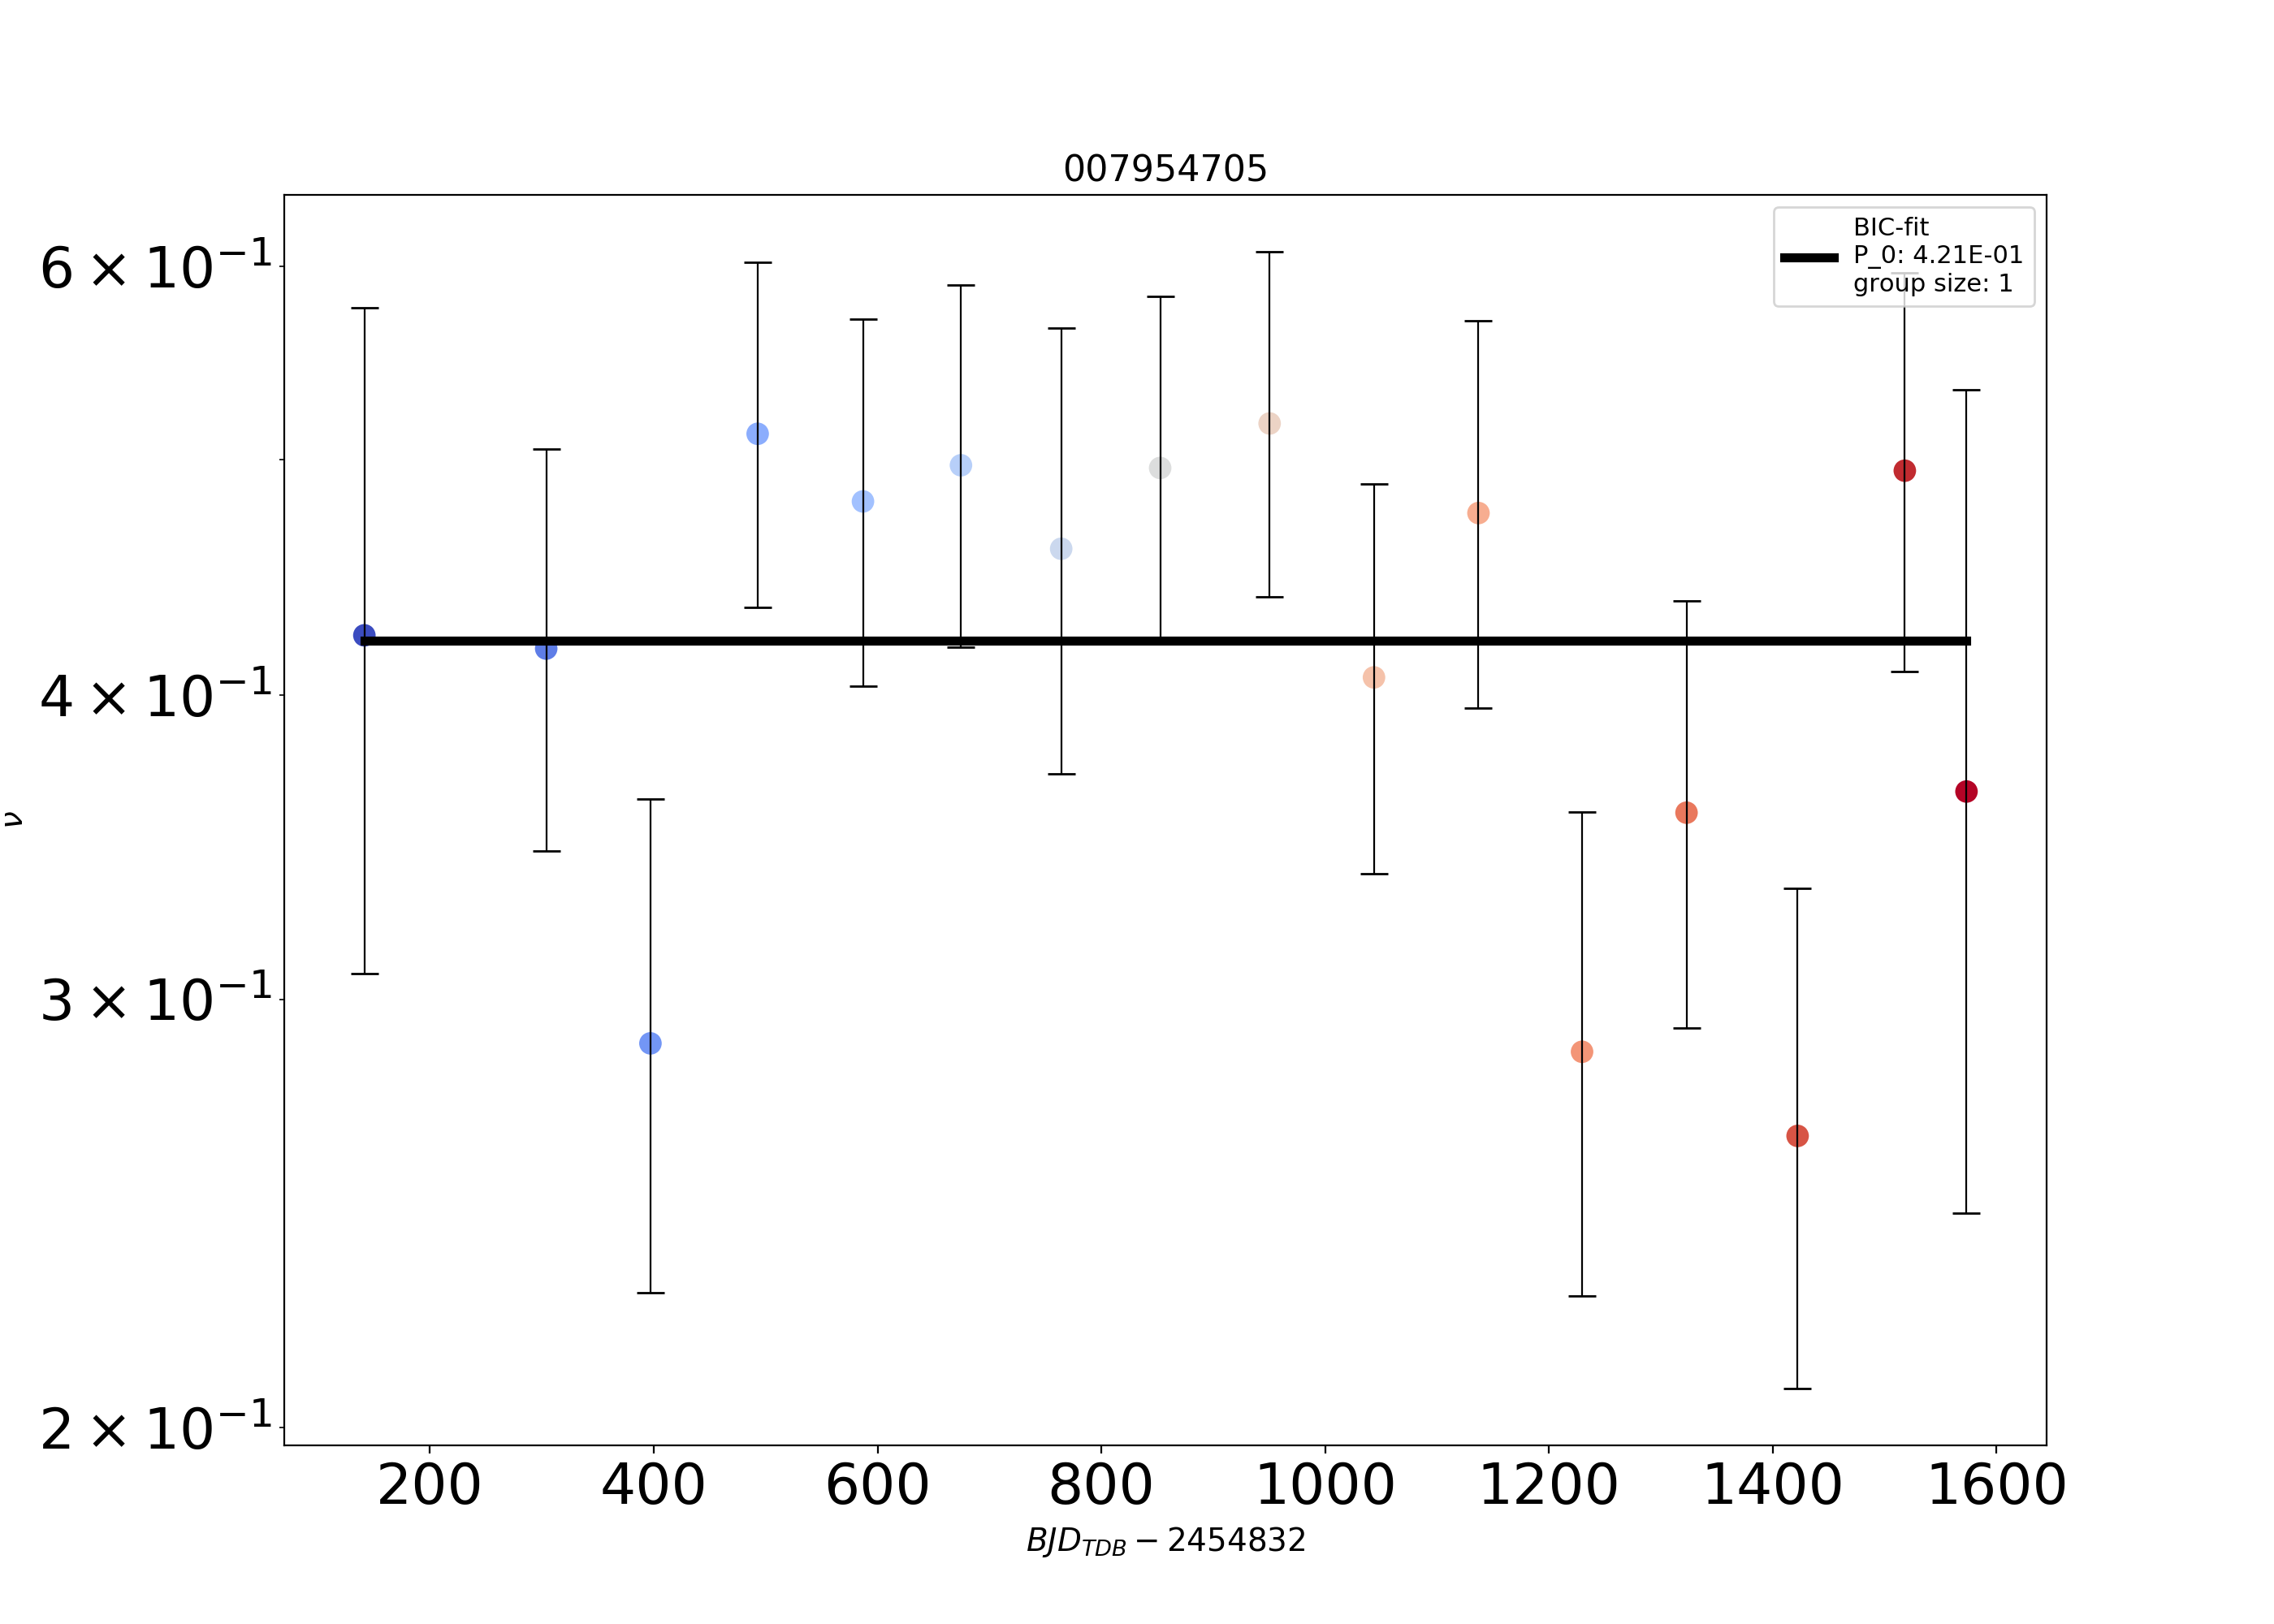 007954705
BIC-fit
P_0: 4.21E-01
group size: 1
6 × 10⁻¹
4 × 10⁻¹
3 × 10⁻¹
2 × 10⁻¹
ν
200 400 600 800 1000 1200 1400 1600
BJD_TDB − 2454832